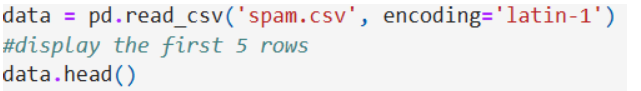 data = pd.read_csv('spam.csv', encoding='latin-1')
#display the first 5 rows
data.head()